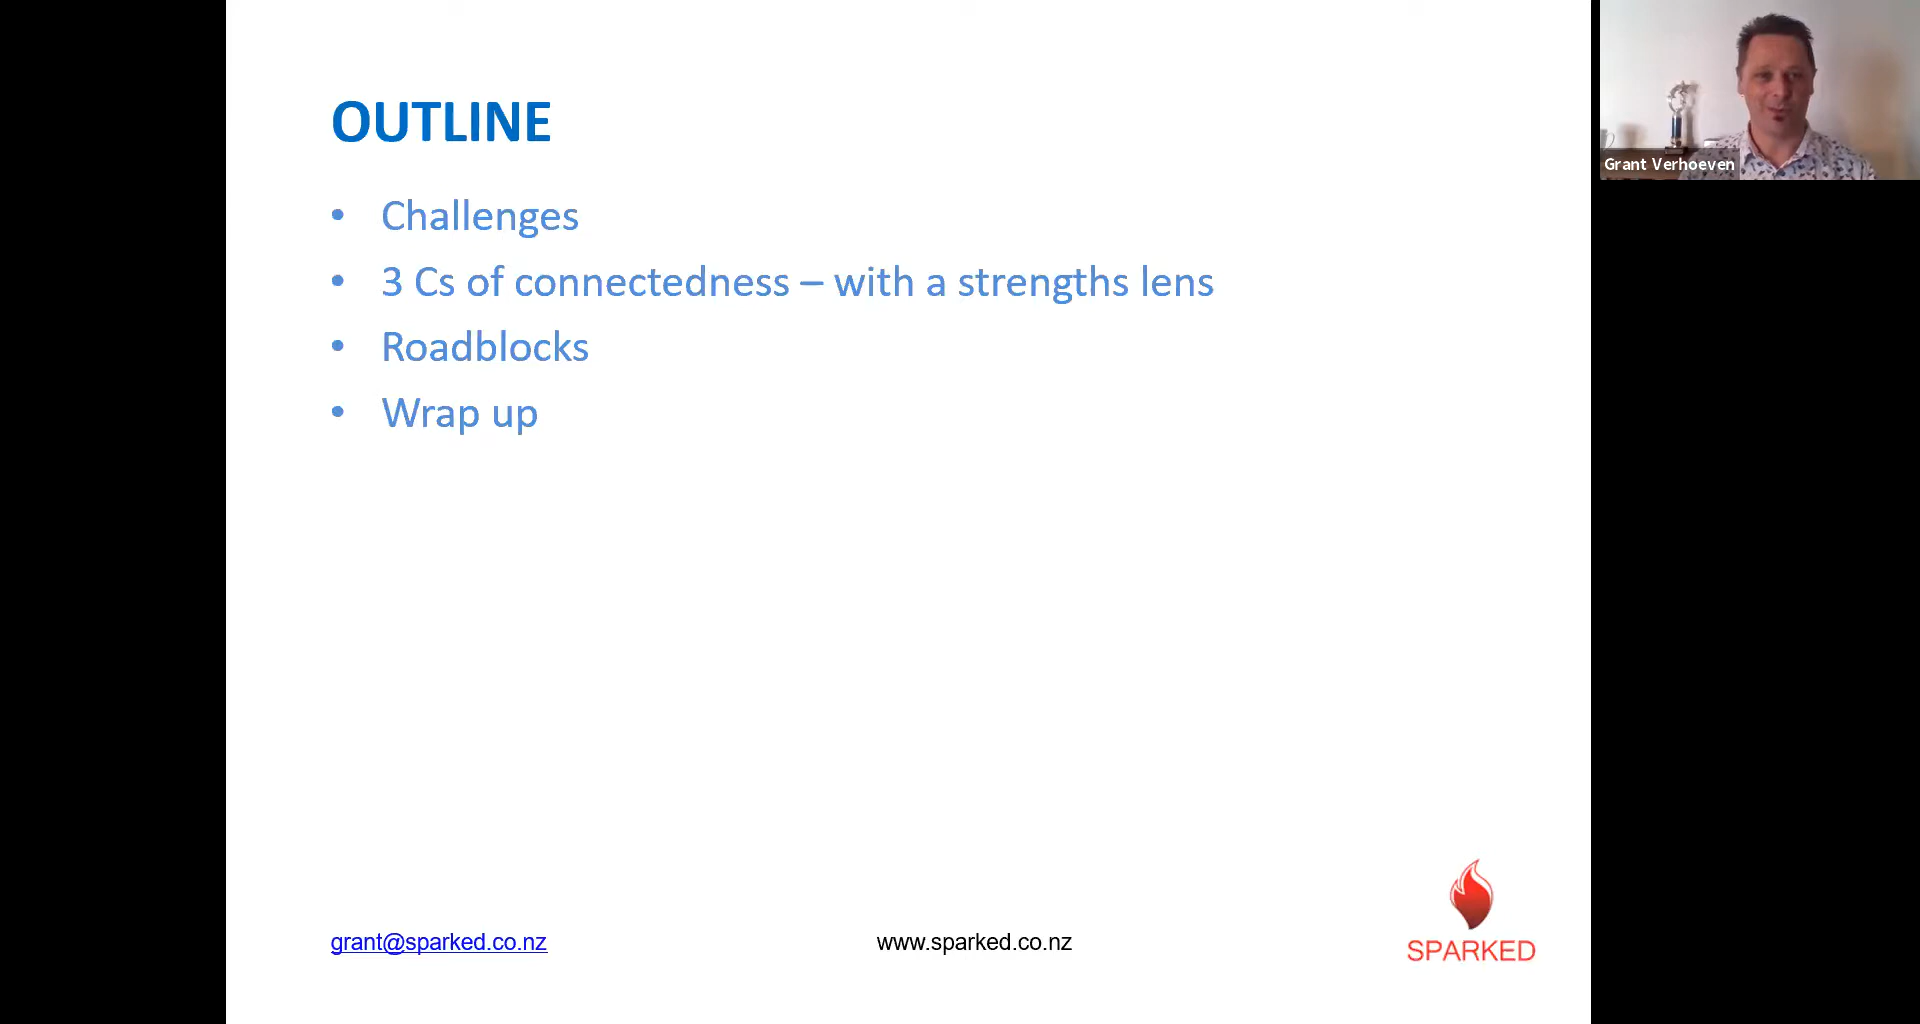 OUTLINE
• Challenges
• 3 Cs of connectedness – with a strengths lens
• Roadblocks
• Wrap up
grant@sparked.co.nz
www.sparked.co.nz
SPARKED
Grant Verhoeven